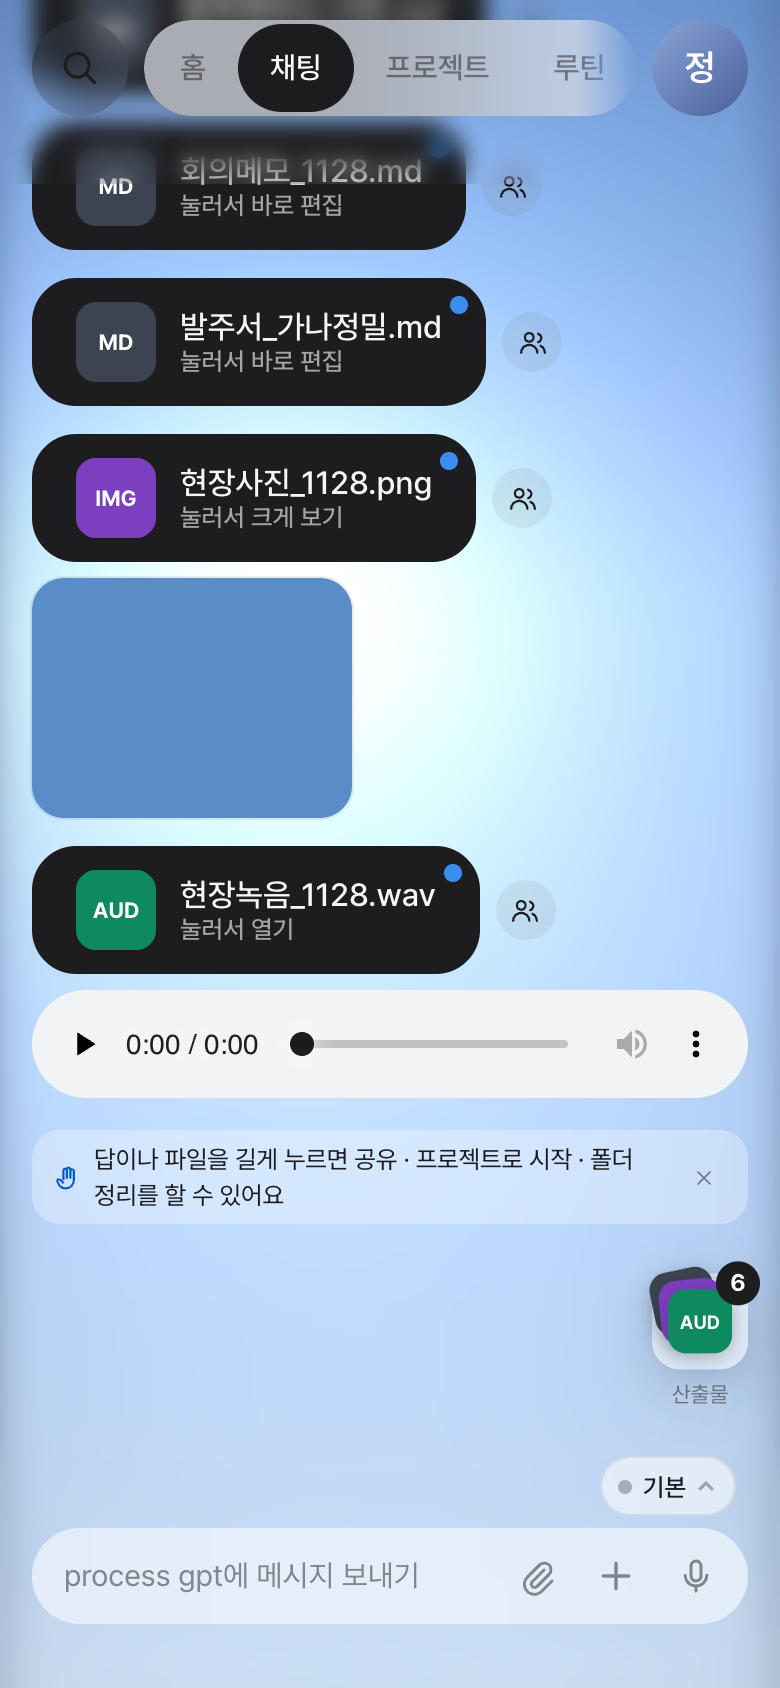 홈
채팅
프로젝트
루틴
정
MD
회의메모_1128.md
눌러서 바로 편집
MD
발주서_가나정밀.md
눌러서 바로 편집
IMG
현장사진_1128.png
눌러서 크게 보기
AUD
현장녹음_1128.wav
눌러서 열기
0:00 / 0:00
답이나 파일을 길게 누르면 공유 · 프로젝트로 시작 · 폴더
정리를 할 수 있어요
6
AUD
산출물
기본
process gpt에 메시지 보내기